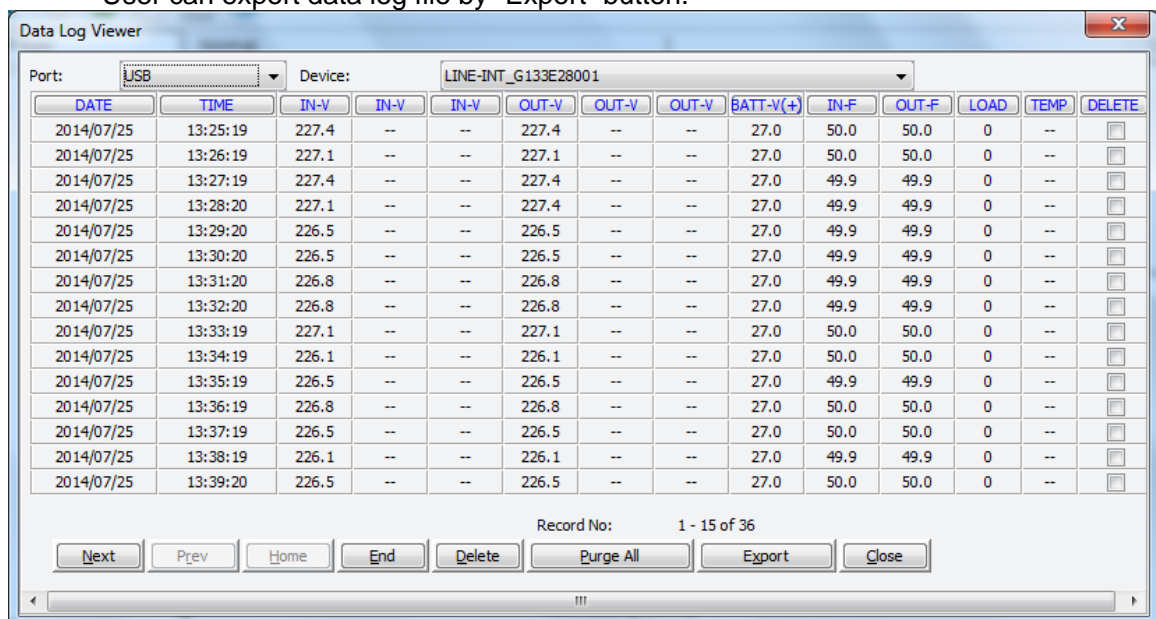 User can export data log file by "Export" button.
Data Log Viewer
Port: USB Device: LINE-INT_G133E28001
DATE TIME IN-V IN-V IN-V OUT-V OUT-V OUT-V BATT-V(+) IN-F OUT-F LOAD TEMP DELETE
2014/07/25 13:25:19 227.4 -- -- 227.4 -- -- 27.0 50.0 50.0 0 --
2014/07/25 13:26:19 227.1 -- -- 227.1 -- -- 27.0 50.0 50.0 0 --
2014/07/25 13:27:19 227.4 -- -- 227.4 -- -- 27.0 49.9 49.9 0 --
2014/07/25 13:28:20 227.1 -- -- 227.4 -- -- 27.0 49.9 49.9 0 --
2014/07/25 13:29:20 226.5 -- -- 226.5 -- -- 27.0 49.9 49.9 0 --
2014/07/25 13:30:20 226.5 -- -- 226.5 -- -- 27.0 49.9 49.9 0 --
2014/07/25 13:31:20 226.8 -- -- 226.8 -- -- 27.0 49.9 49.9 0 --
2014/07/25 13:32:20 226.8 -- -- 226.8 -- -- 27.0 49.9 49.9 0 --
2014/07/25 13:33:19 227.1 -- -- 227.1 -- -- 27.0 50.0 50.0 0 --
2014/07/25 13:34:19 226.1 -- -- 226.1 -- -- 27.0 50.0 50.0 0 --
2014/07/25 13:35:19 226.5 -- -- 226.5 -- -- 27.0 49.9 49.9 0 --
2014/07/25 13:36:19 226.8 -- -- 226.8 -- -- 27.0 50.0 50.0 0 --
2014/07/25 13:37:19 226.5 -- -- 226.5 -- -- 27.0 50.0 50.0 0 --
2014/07/25 13:38:19 226.1 -- -- 226.1 -- -- 27.0 49.9 49.9 0 --
2014/07/25 13:39:20 226.5 -- -- 226.5 -- -- 27.0 50.0 50.0 0 --
Record No: 1 - 15 of 36
Next Prev Home End Delete Purge All Export Close